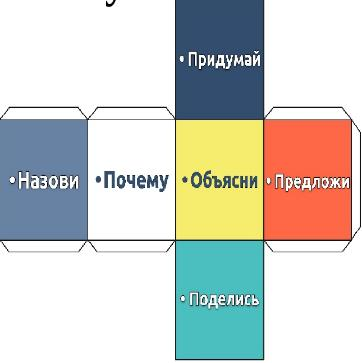 • Придумай
• Назови
• Почему
• Объясни
• Предложи
• Поделись